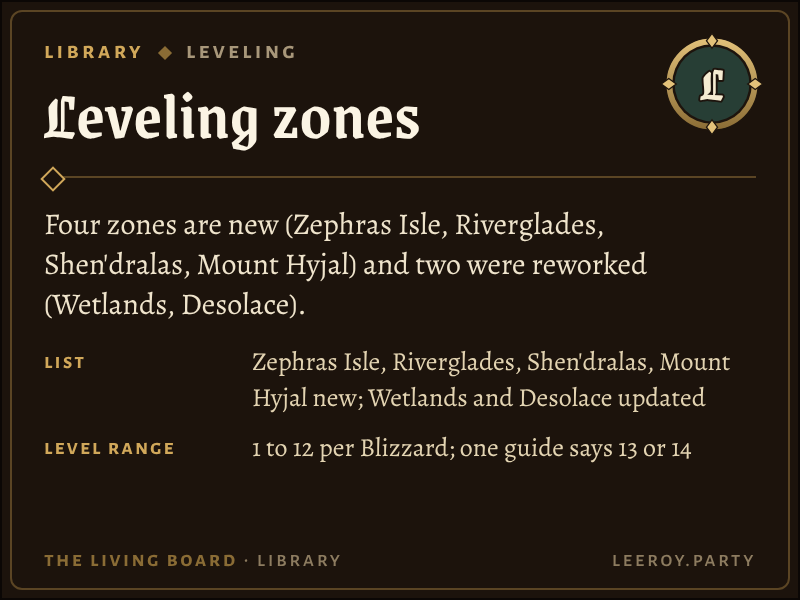 LIBRARY ◆ LEVELING
L
Leveling zones
Four zones are new (Zephras Isle, Riverglades,
Shen'dralas, Mount Hyjal) and two were reworked
(Wetlands, Desolace).
LIST
Zephras Isle, Riverglades, Shen'dralas, Mount
Hyjal new; Wetlands and Desolace updated
LEVEL RANGE
1 to 12 per Blizzard; one guide says 13 or 14
THE LIVING BOARD · LIBRARY
LEEROY.PARTY